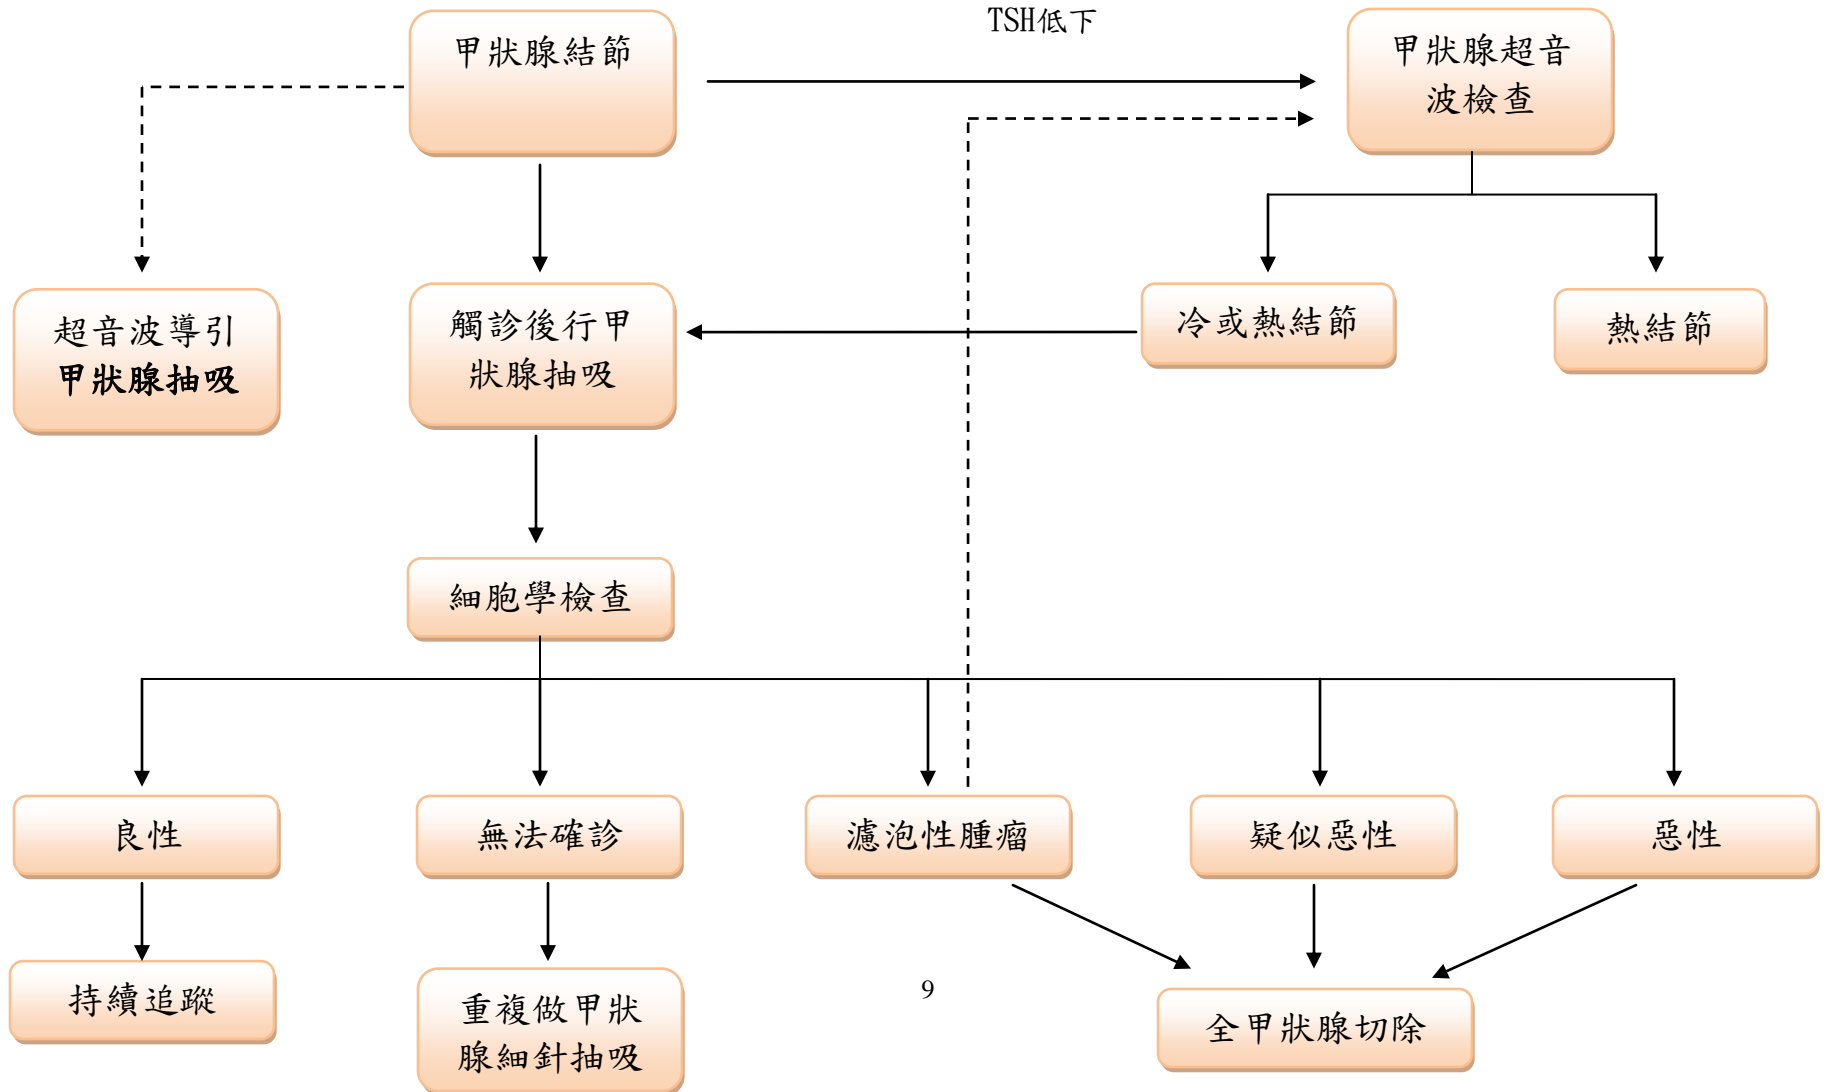 TSH低下
甲狀腺結節
甲狀腺超音
波檢查
超音波導引
甲狀腺抽吸
觸診後行甲
狀腺抽吸
冷或熱結節
熱結節
細胞學檢查
良性
無法確診
濾泡性腫瘤
疑似惡性
惡性
持續追蹤
重複做甲狀
腺細針抽吸
9
全甲狀腺切除